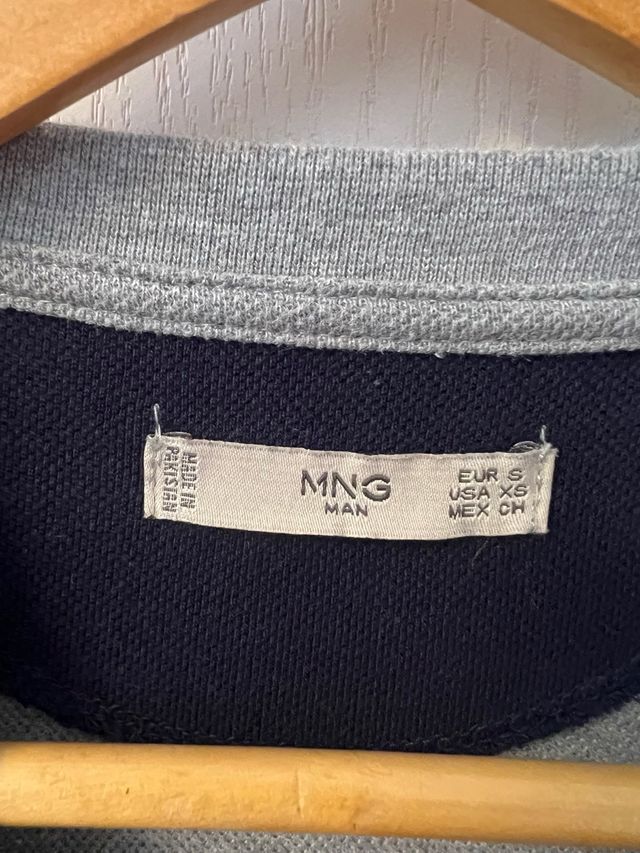 MADE IN
PAKISTAN
MNG
MAN
EUR S
USA XS
MEX CH